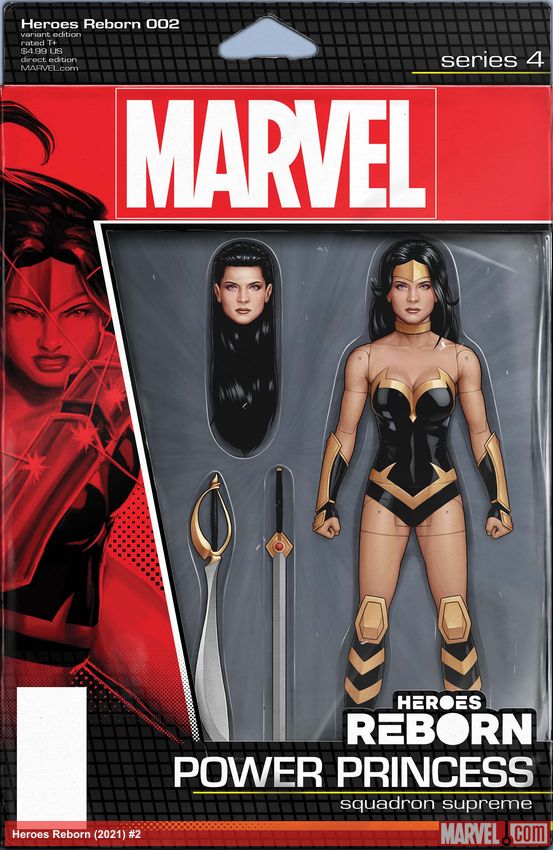 Heroes Reborn 002
variant edition
rated T+
$4.99 US
direct edition
MARVEL.com
series 4
MARVEL
HEROES
REBORN
POWER PRINCESS
squadron supreme
Heroes Reborn (2021) #2
MARVEL.com